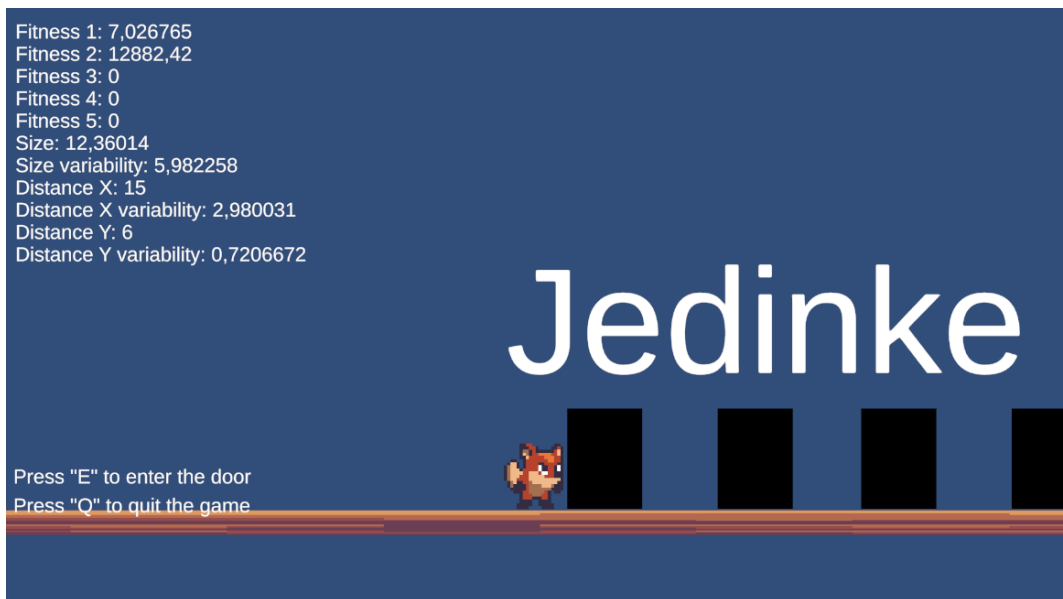 Fitness 1: 7,026765
Fitness 2: 12882,42
Fitness 3: 0
Fitness 4: 0
Fitness 5: 0
Size: 12,36014
Size variability: 5,982258
Distance X: 15
Distance X variability: 2,980031
Distance Y: 6
Distance Y variability: 0,7206672
Jedinke
Press "E" to enter the door
Press "Q" to quit the game